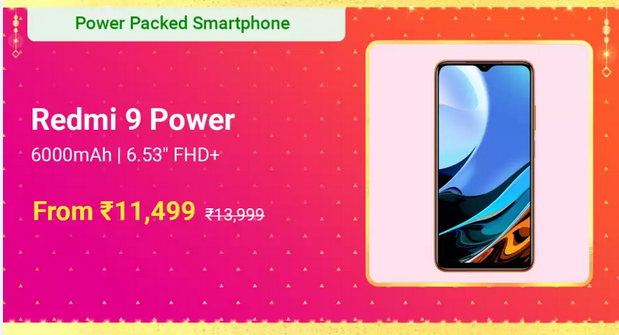 Power Packed Smartphone
Redmi 9 Power
6000mAh | 6.53" FHD+
From ₹11,499 ₹13,999